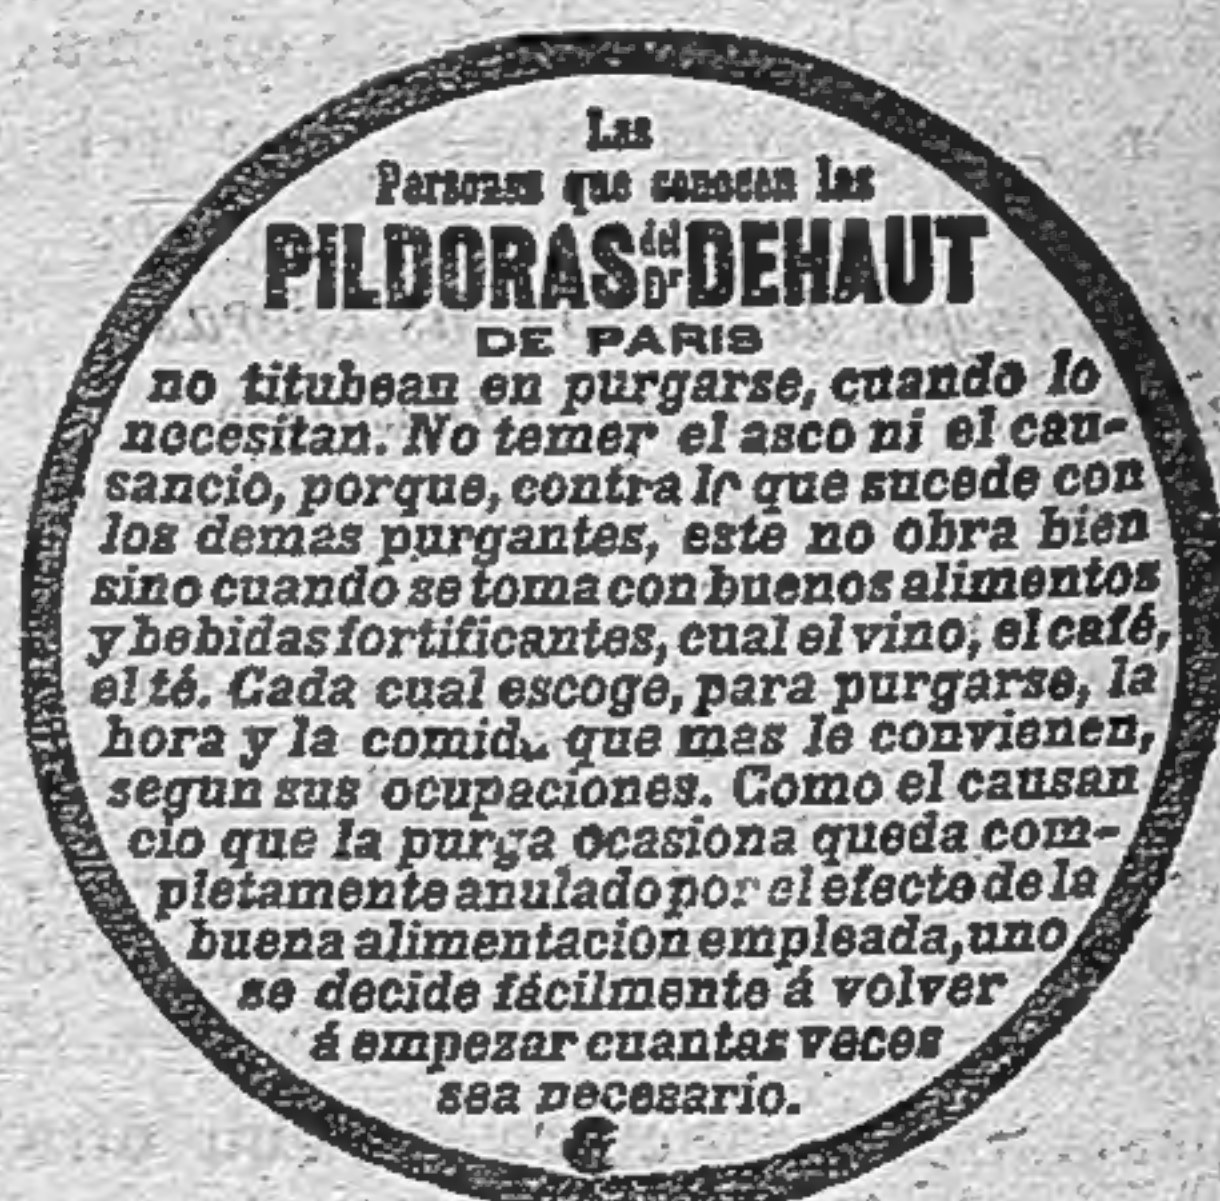 Las
Personas que conocen las
PILDORAS del Dr DEHAUT
DE PARIS
no titubean en purgarse, cuando lo
necesitan. No temer el asco ni el cau-
sancio, porque, contra lo que sucede con
los demas purgantes, este no obra bien
sino cuando se toma con buenos alimentos
y bebidas fortificantes, cual el vino, el café,
el té. Cada cual escoge, para purgarse, la
hora y la comida que mas le convienen,
segun sus ocupaciones. Como el causan
cio que la purga ocasiona queda com-
pletamente anulado por el efecto de la
buena alimentacion empleada, uno
se decide fácilmente á volver
á empezar cuantas veces
sea necesario.